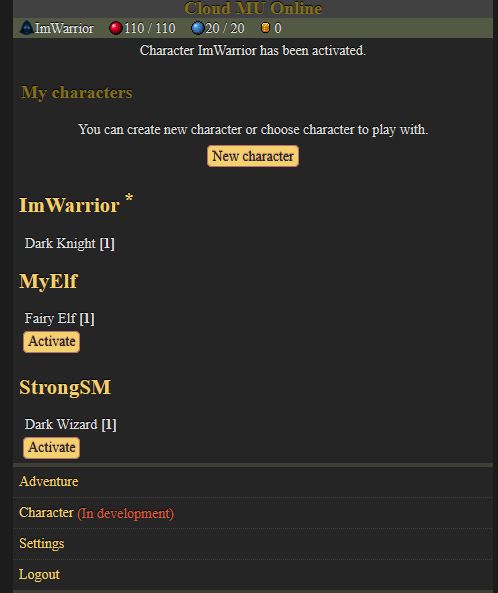 Cloud MU Online
ImWarrior 110 / 110 20 / 20 0
Character ImWarrior has been activated.
My characters
You can create new character or choose character to play with.
New character
ImWarrior *
Dark Knight [1]
MyElf
Fairy Elf [1]
Activate
StrongSM
Dark Wizard [1]
Activate
Adventure
Character (In development)
Settings
Logout